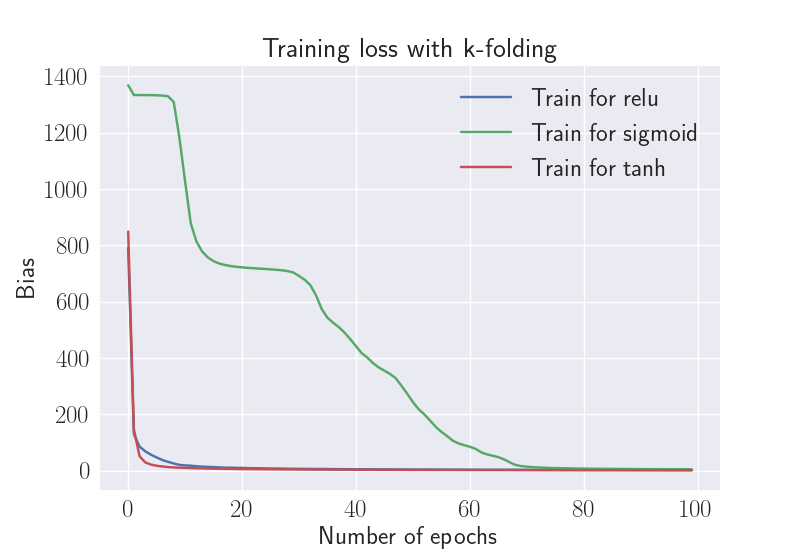 Training loss with k-folding
1400
Train for relu
1200
Train for sigmoid
Train for tanh
1000
800
Bias
600
400
200
0
0 20 40 60 80 100
Number of epochs